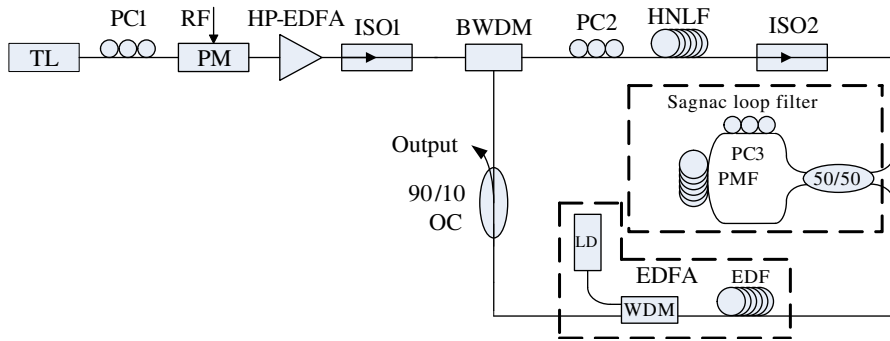 TL
PC1
RF
PM
HP-EDFA
ISO1
BWDM
PC2
HNLF
ISO2
Sagnac loop filter
PC3
PMF
50/50
Output
90/10
OC
LD
EDFA
WDM
EDF